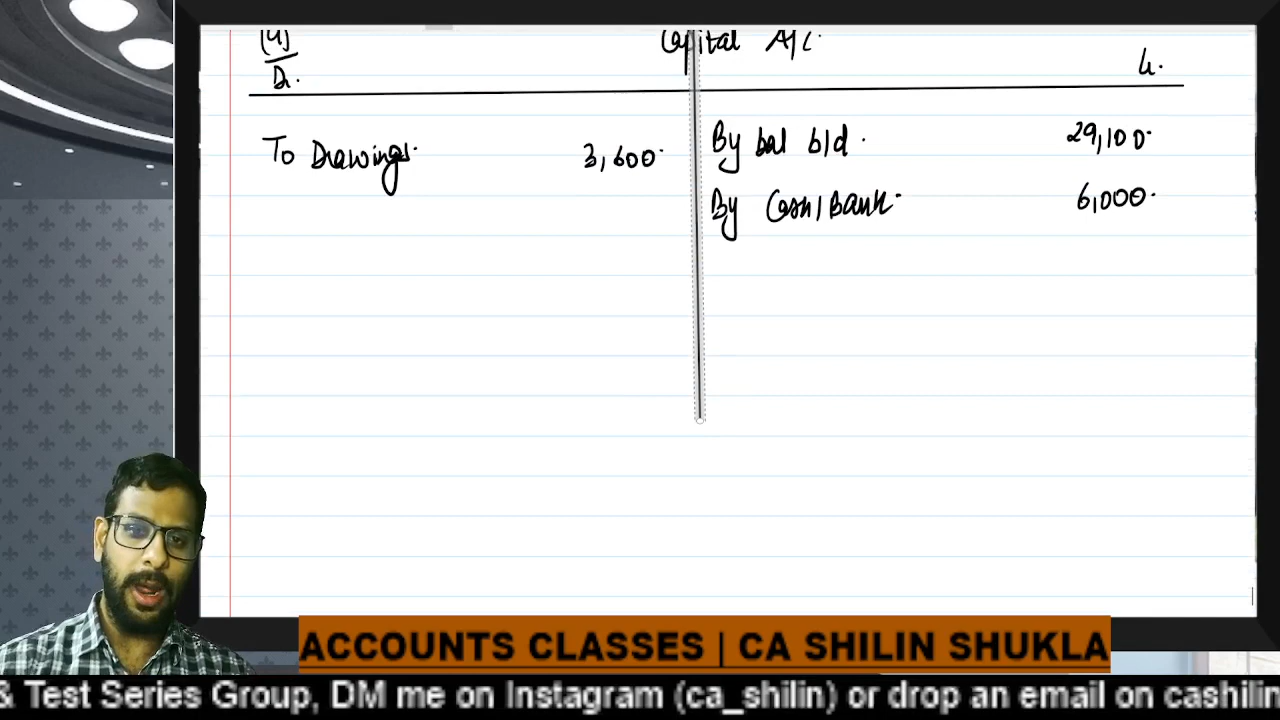 (4)
Capital A/C.
Dr.
Cr.
To Drawings. 3,600.
By bal b/d. 29,100.
By Cash/Bank. 6,000.
ACCOUNTS CLASSES | CA SHILIN SHUKLA
& Test Series Group, DM me on Instagram (ca_shilin) or drop an email on cashilin